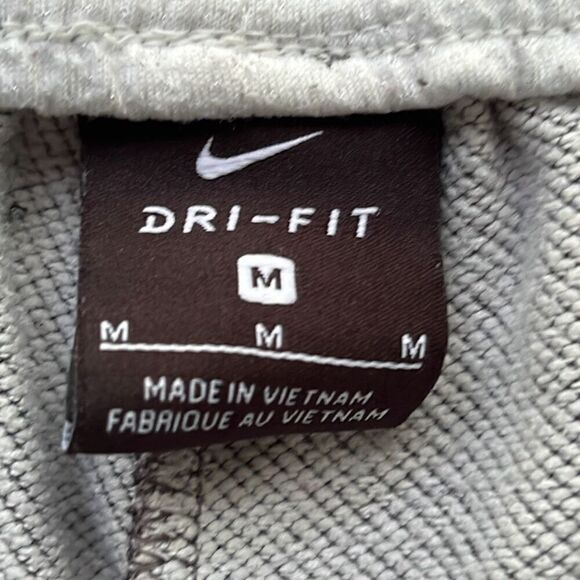 DRI-FIT
M
M M M
MADE IN VIETNAM
FABRIQUE AU VIETNAM